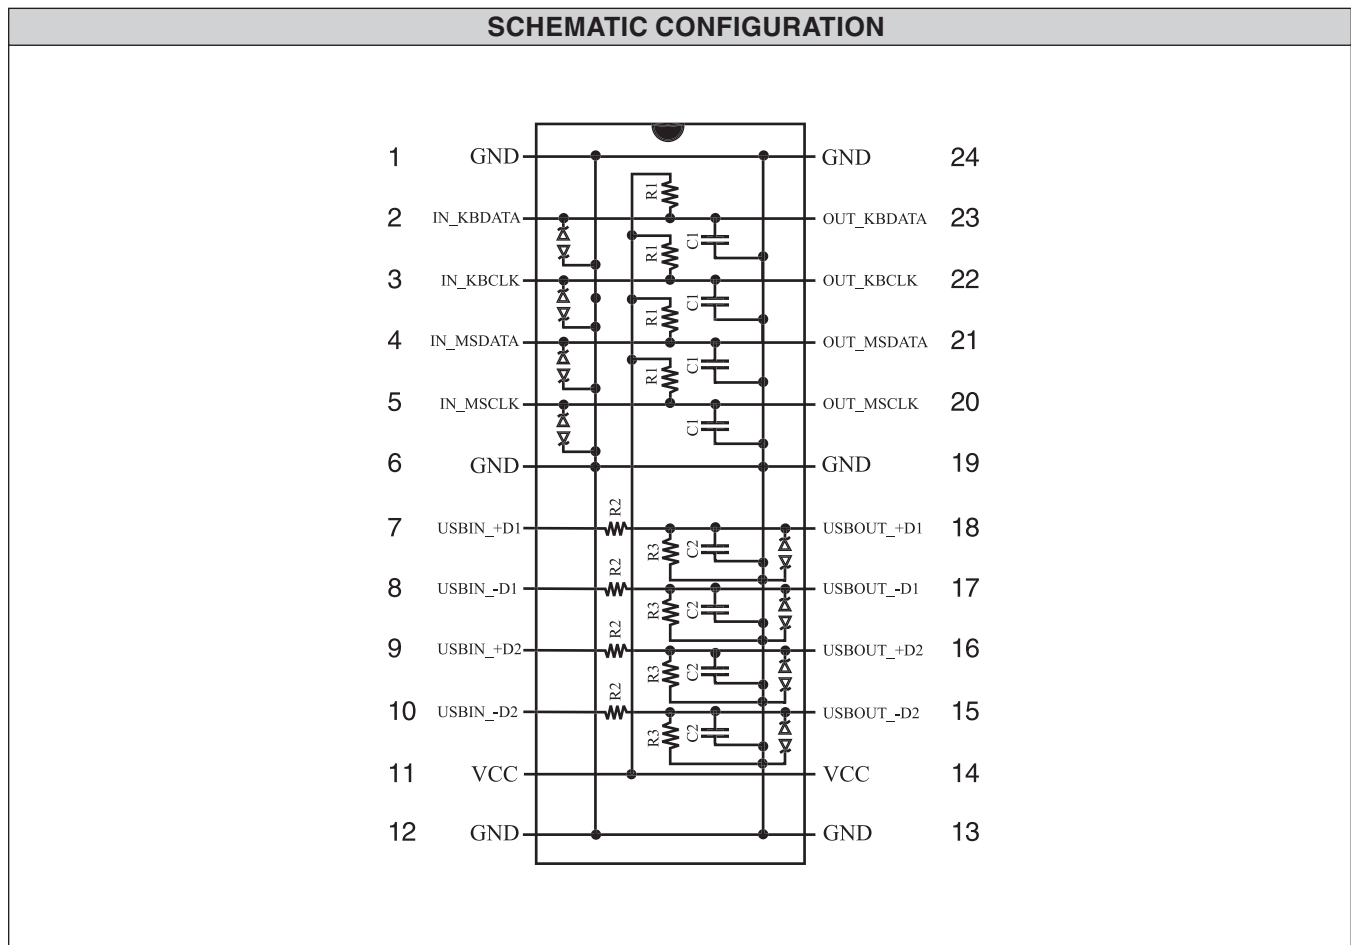 SCHEMATIC CONFIGURATION
1 GND GND 24
R1
2 IN_KBDATA OUT_KBDATA 23
R1 C1
3 IN_KBCLK OUT_KBCLK 22
R1 C1
4 IN_MSDATA OUT_MSDATA 21
R1 C1
5 IN_MSCLK OUT_MSCLK 20
C1
6 GND GND 19
R2
7 USBIN_+D1 USBOUT_+D1 18
R3 C2
R2
8 USBIN_-D1 USBOUT_-D1 17
R3 C2
R2
9 USBIN_+D2 USBOUT_+D2 16
R3 C2
R2
10 USBIN_-D2 USBOUT_-D2 15
R3 C2
11 VCC VCC 14
12 GND GND 13